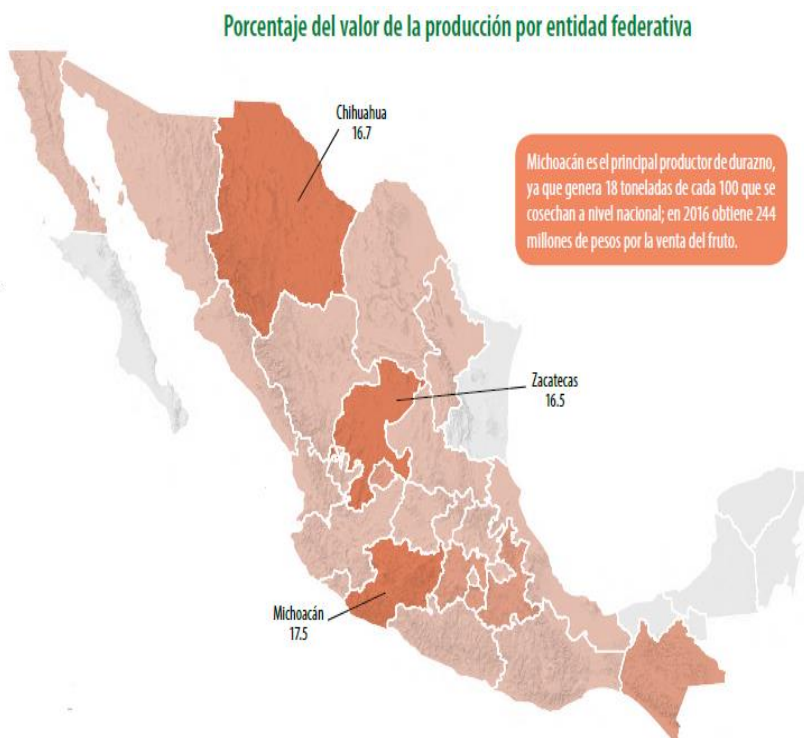 Porcentaje del valor de la producción por entidad federativa
Chihuahua
16.7
Michoacán es el principal productor de durazno,
ya que genera 18 toneladas de cada 100 que se
cosechan a nivel nacional; en 2016 obtiene 244
millones de pesos por la venta del fruto.
Zacatecas
16.5
Michoacán
17.5